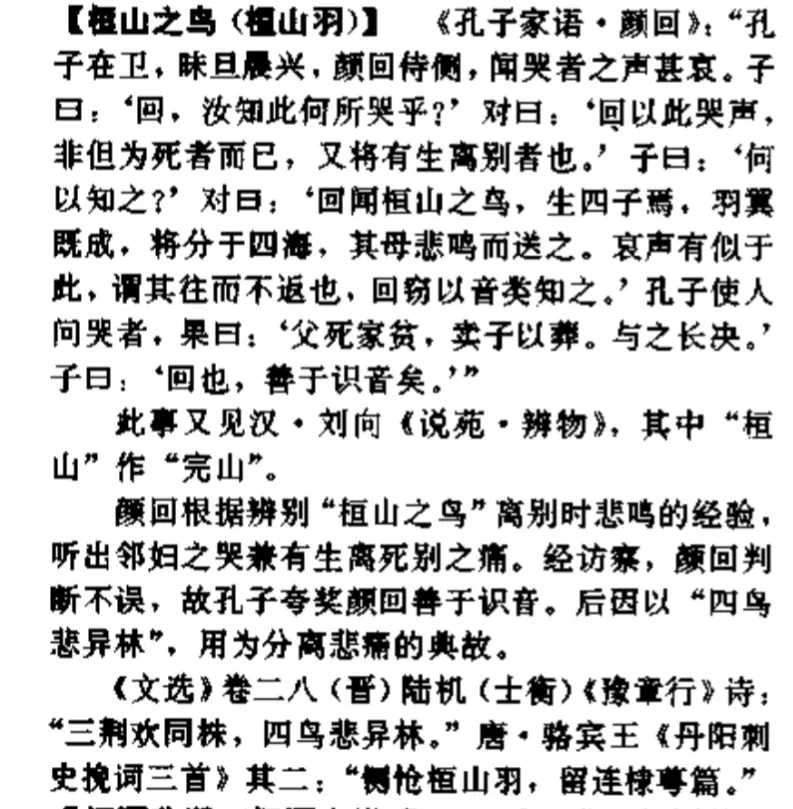 【桓山之鸟（桓山羽）】　《孔子家语·颜回》：“孔
子在卫，昧旦晨兴，颜回侍侧，闻哭者之声甚哀。子
曰：‘回，汝知此何所哭乎？’对曰：‘回以此哭声，
非但为死者而已，又将有生离别者也。’子曰：‘何
以知之？’对曰：‘回闻桓山之鸟，生四子焉，羽翼
既成，将分于四海，其母悲鸣而送之。哀声有似于
此，谓其往而不返也，回窃以音类知之。’孔子使人
问哭者，果曰：‘父死家贫，卖子以葬。与之长决。’
子曰：‘回也，善于识音矣。’”
此事又见汉·刘向《说苑·辨物》，其中“桓
山”作“完山”。
颜回根据辨别“桓山之鸟”离别时悲鸣的经验，
听出邻妇之哭兼有生离死别之痛。经访察，颜回判
断不误，故孔子夸奖颜回善于识音。后因以“四鸟
悲异林”，用为分离悲痛的典故。
《文选》卷二八（晋）陆机（士衡）《豫章行》诗：
“三荆欢同株，四鸟悲异林。”唐·骆宾王《丹阳刺
史挽词三首》其二：“恻怆桓山羽，留连棣萼篇。”